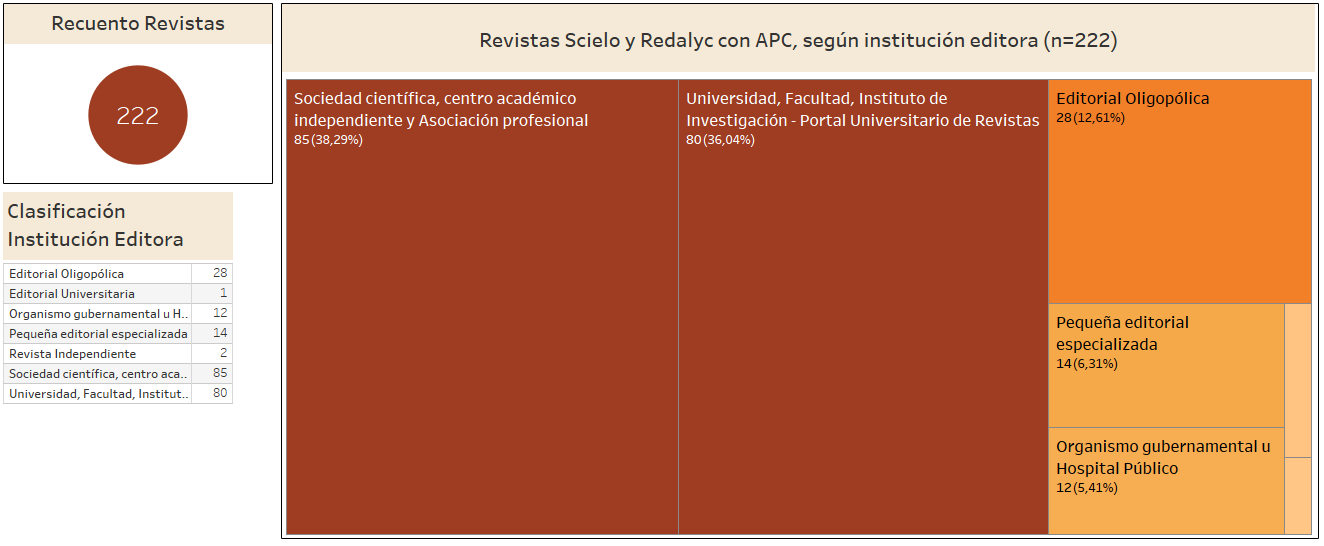 Recuento Revistas
222
Clasificación
Institución Editora
Editorial Oligopólica 28
Editorial Universitaria 1
Organismo gubernamental u H.. 12
Pequeña editorial especializada 14
Revista Independiente 2
Sociedad científica, centro aca.. 85
Universidad, Facultad, Institut.. 80
Revistas Scielo y Redalyc con APC, según institución editora (n=222)
Sociedad científica, centro académico
independiente y Asociación profesional
85 (38,29%)
Universidad, Facultad, Instituto de
Investigación - Portal Universitario de Revistas
80 (36,04%)
Editorial Oligopólica
28 (12,61%)
Pequeña editorial
especializada
14 (6,31%)
Organismo gubernamental u
Hospital Público
12 (5,41%)